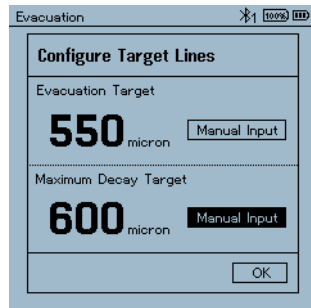 Evacuation 1 100%
Configure Target Lines
Evacuation Target
550 micron Manual Input
Maximum Decay Target
600 micron Manual Input
OK